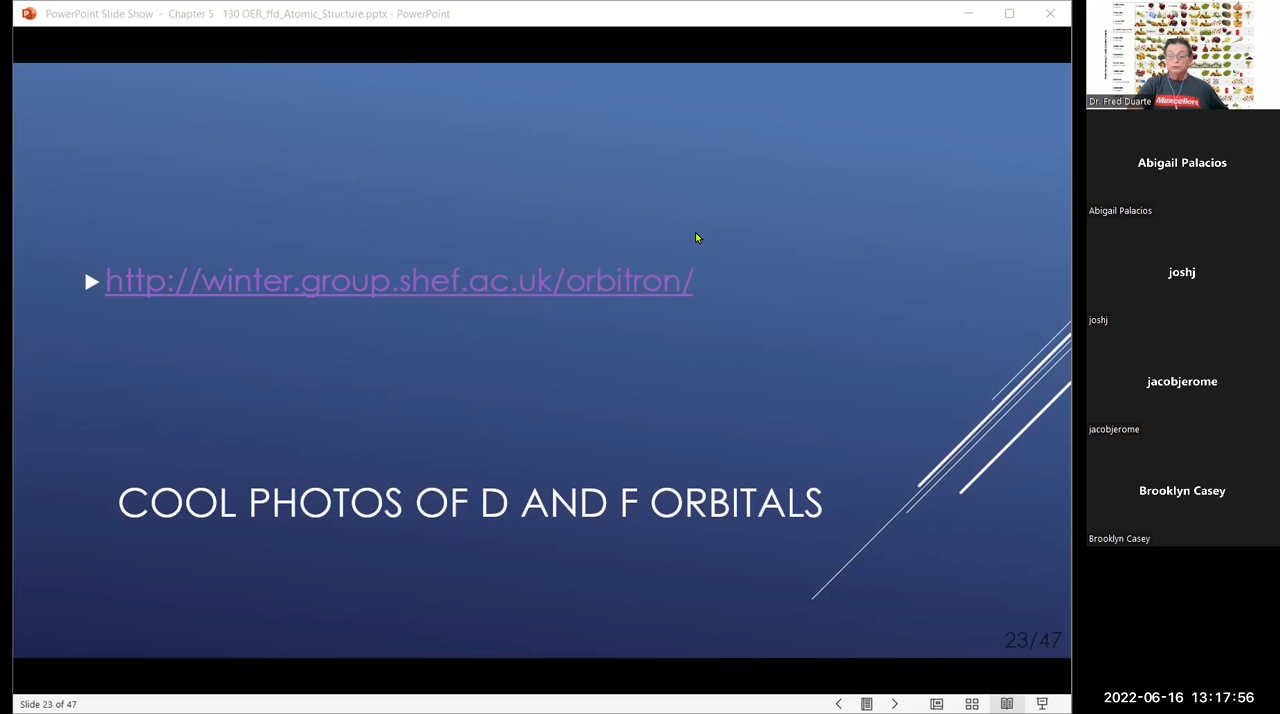 PowerPoint Slide Show - Chapter 5 130 OER_ffd_Atomic_Structure.pptx - PowerPoint
http://winter.group.shef.ac.uk/orbitron/
COOL PHOTOS OF D AND F ORBITALS
23/47
Slide 23 of 47
Maxcellent
Dr. Fred Duarte
Abigail Palacios
Abigail Palacios
joshj
joshj
jacobjerome
jacobjerome
Brooklyn Casey
Brooklyn Casey
2022-06-16 13:17:56